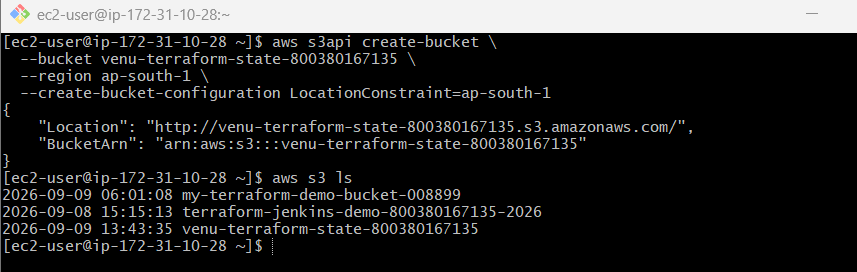 ec2-user@ip-172-31-10-28:~
[ec2-user@ip-172-31-10-28 ~]$ aws s3api create-bucket \
  --bucket venu-terraform-state-800380167135 \
  --region ap-south-1 \
  --create-bucket-configuration LocationConstraint=ap-south-1
{
    "Location": "http://venu-terraform-state-800380167135.s3.amazonaws.com/",
    "BucketArn": "arn:aws:s3:::venu-terraform-state-800380167135"
}
[ec2-user@ip-172-31-10-28 ~]$ aws s3 ls
2026-09-09 06:01:08 my-terraform-demo-bucket-008899
2026-09-08 15:15:13 terraform-jenkins-demo-800380167135-2026
2026-09-09 13:43:35 venu-terraform-state-800380167135
[ec2-user@ip-172-31-10-28 ~]$